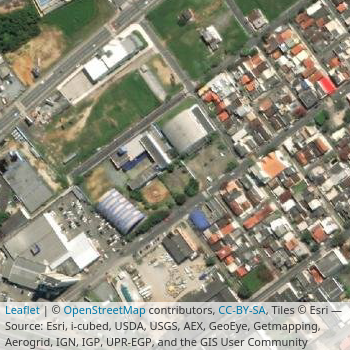 Leaflet | © OpenStreetMap contributors, CC-BY-SA, Tiles © Esri —
Source: Esri, i-cubed, USDA, USGS, AEX, GeoEye, Getmapping,
Aerogrid, IGN, IGP, UPR-EGP, and the GIS User Community